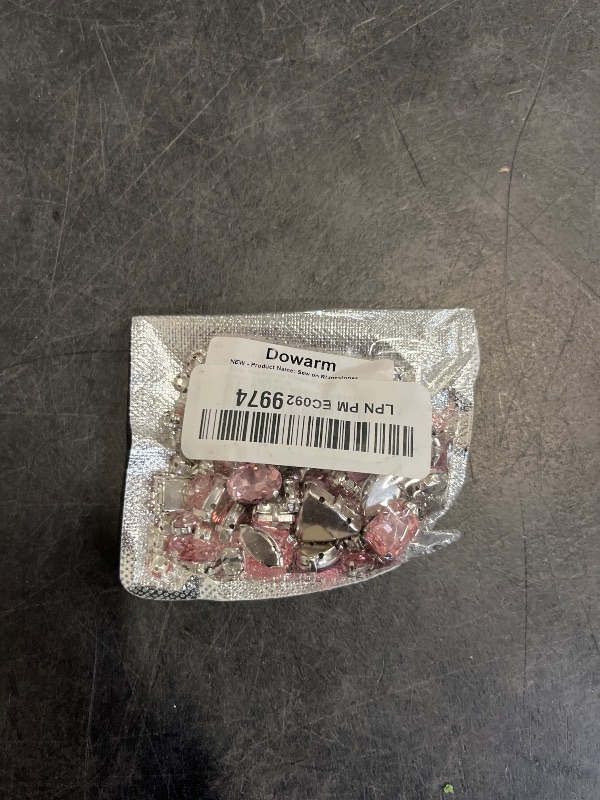 Dowarm
NEW - Product Name: Sew on Rhinestones
LPN PM EC092 9974